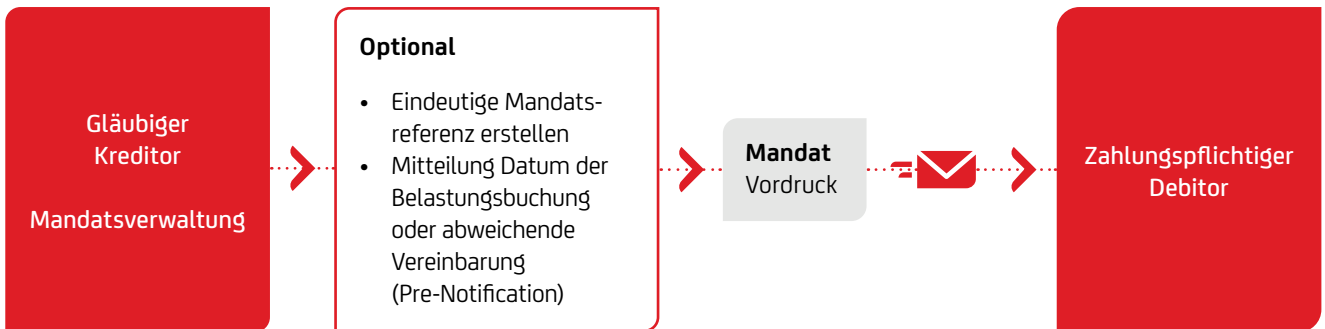 Gläubiger
Kreditor
Mandatsverwaltung
Optional
• Eindeutige Mandats-
referenz erstellen
• Mitteilung Datum der
Belastungsbuchung
oder abweichende
Vereinbarung
(Pre-Notification)
Mandat
Vordruck
Zahlungspflichtiger
Debitor